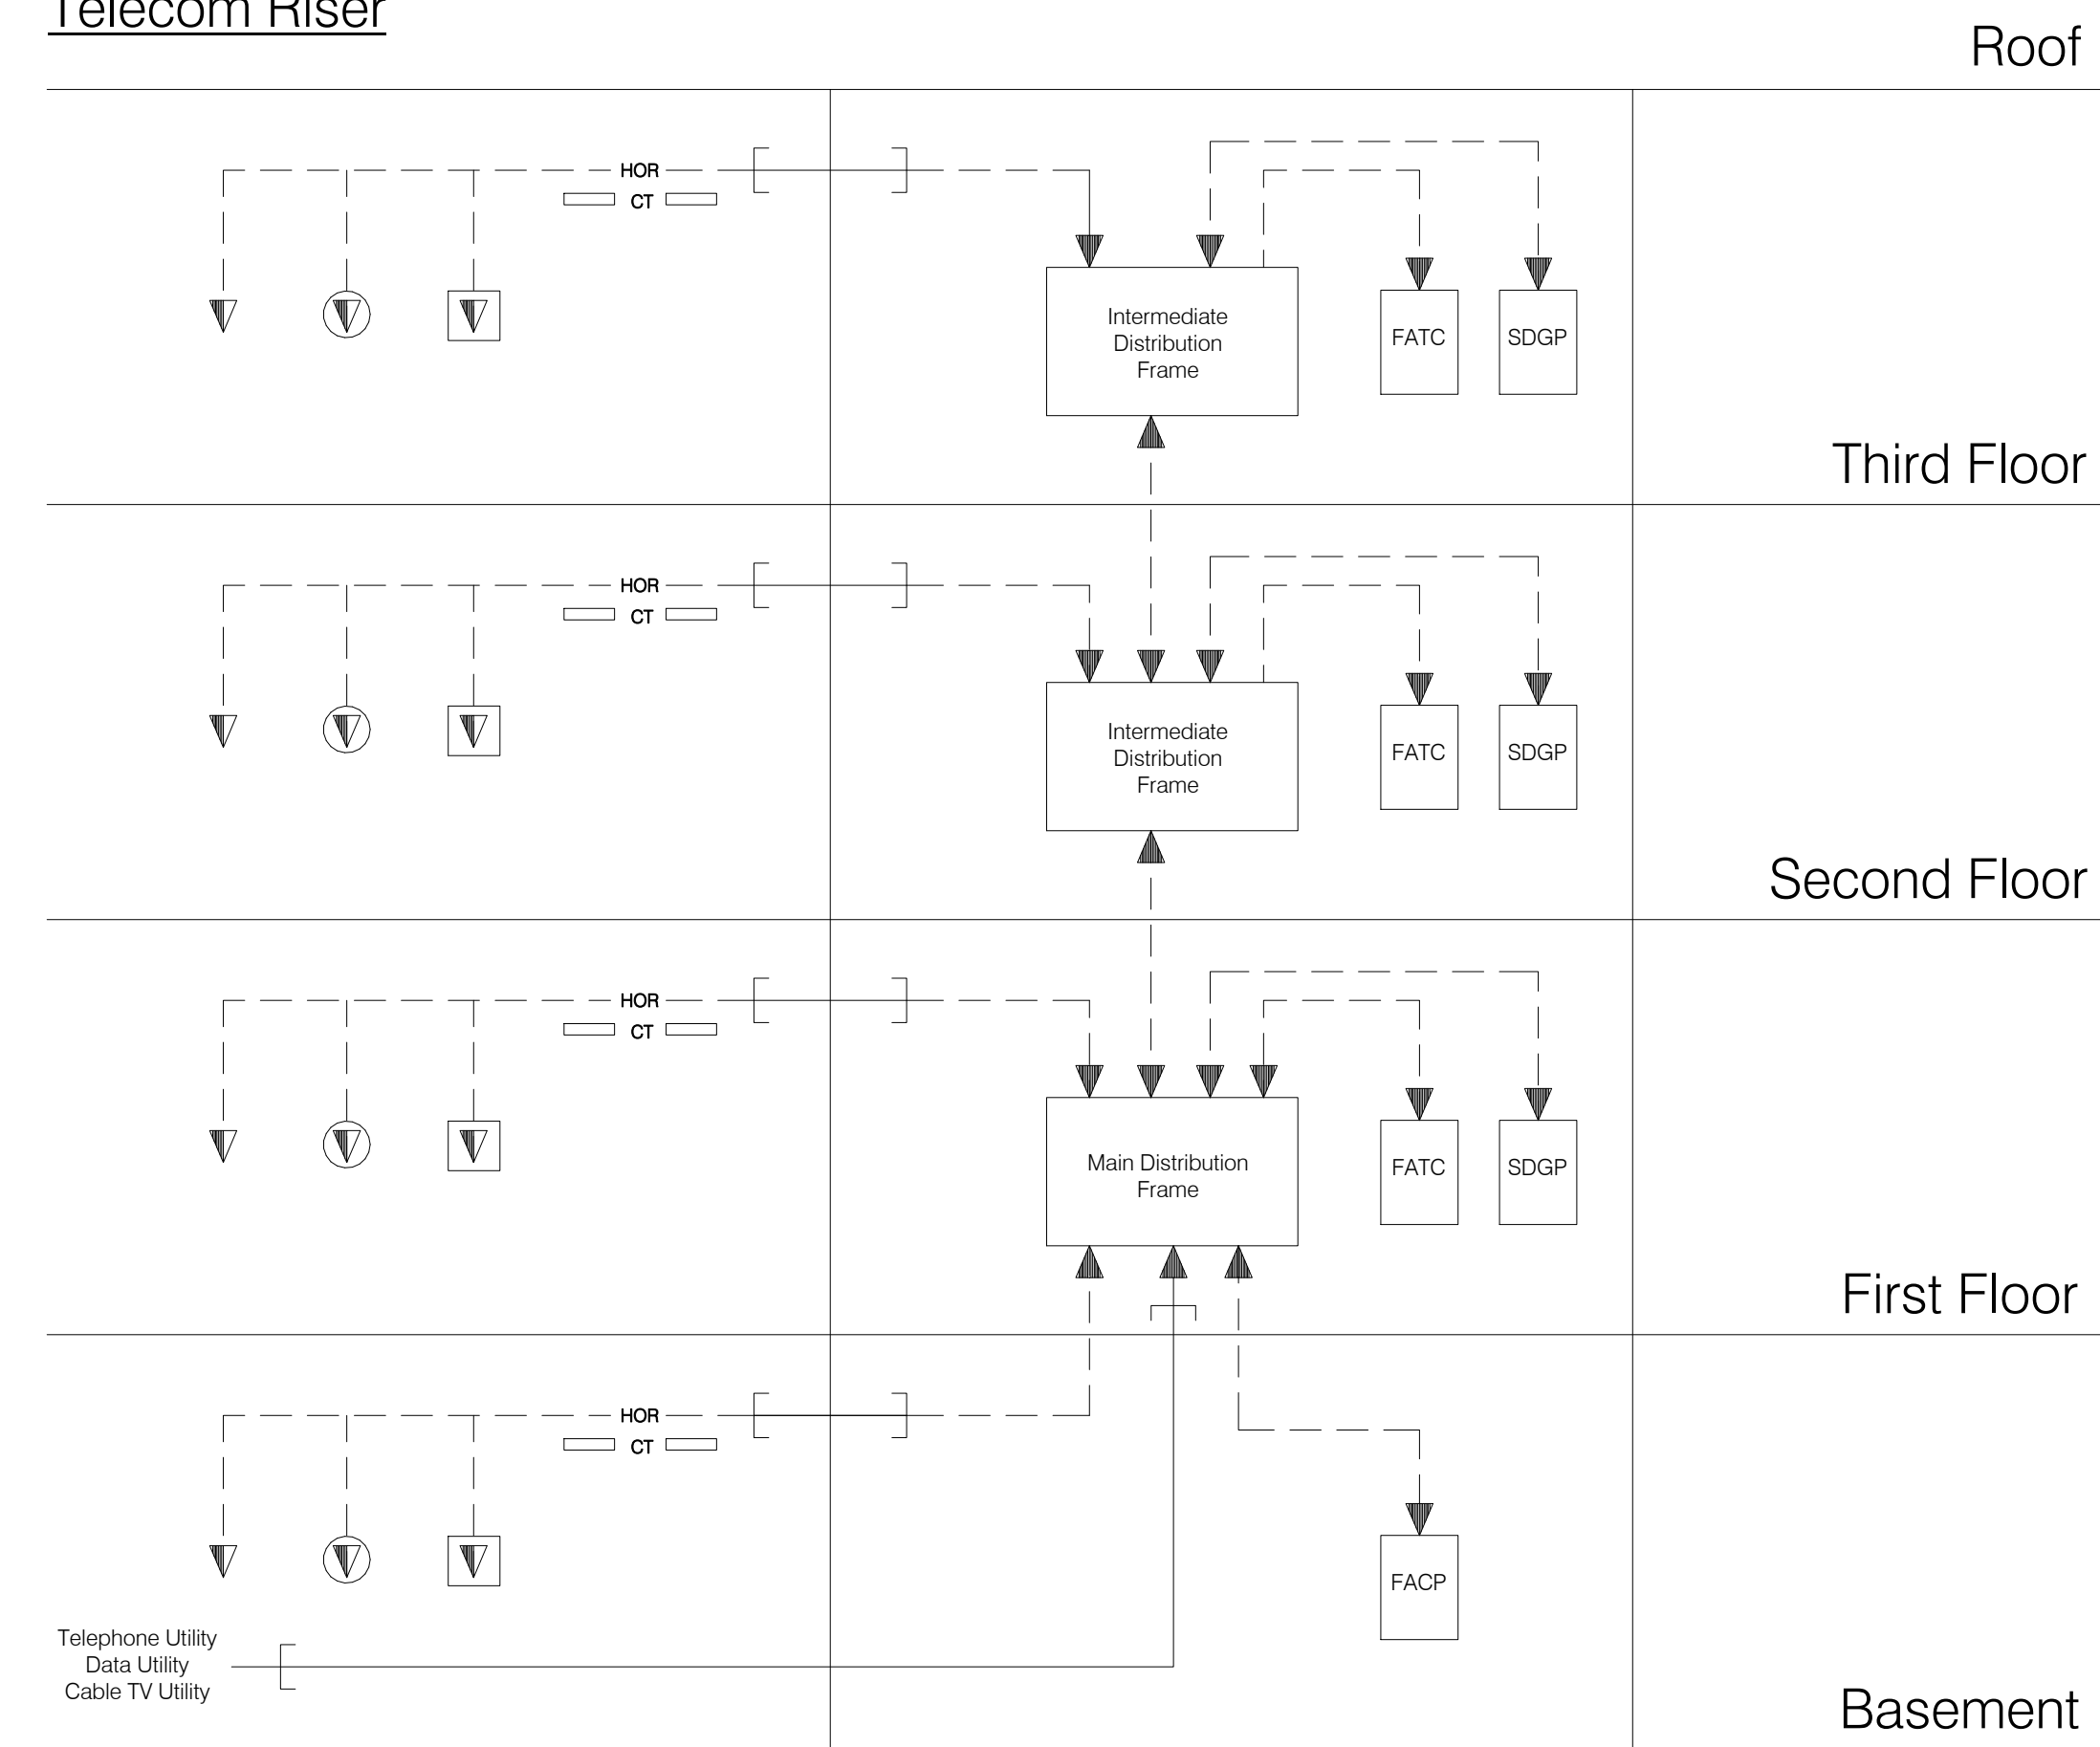 Telecom Riser
Roof
HOR
CT
Intermediate
Distribution
Frame
FATC
SDGP
Third Floor
HOR
CT
Intermediate
Distribution
Frame
FATC
SDGP
Second Floor
HOR
CT
Main Distribution
Frame
FATC
SDGP
First Floor
HOR
CT
FACP
Telephone Utility
Data Utility
Cable TV Utility
Basement